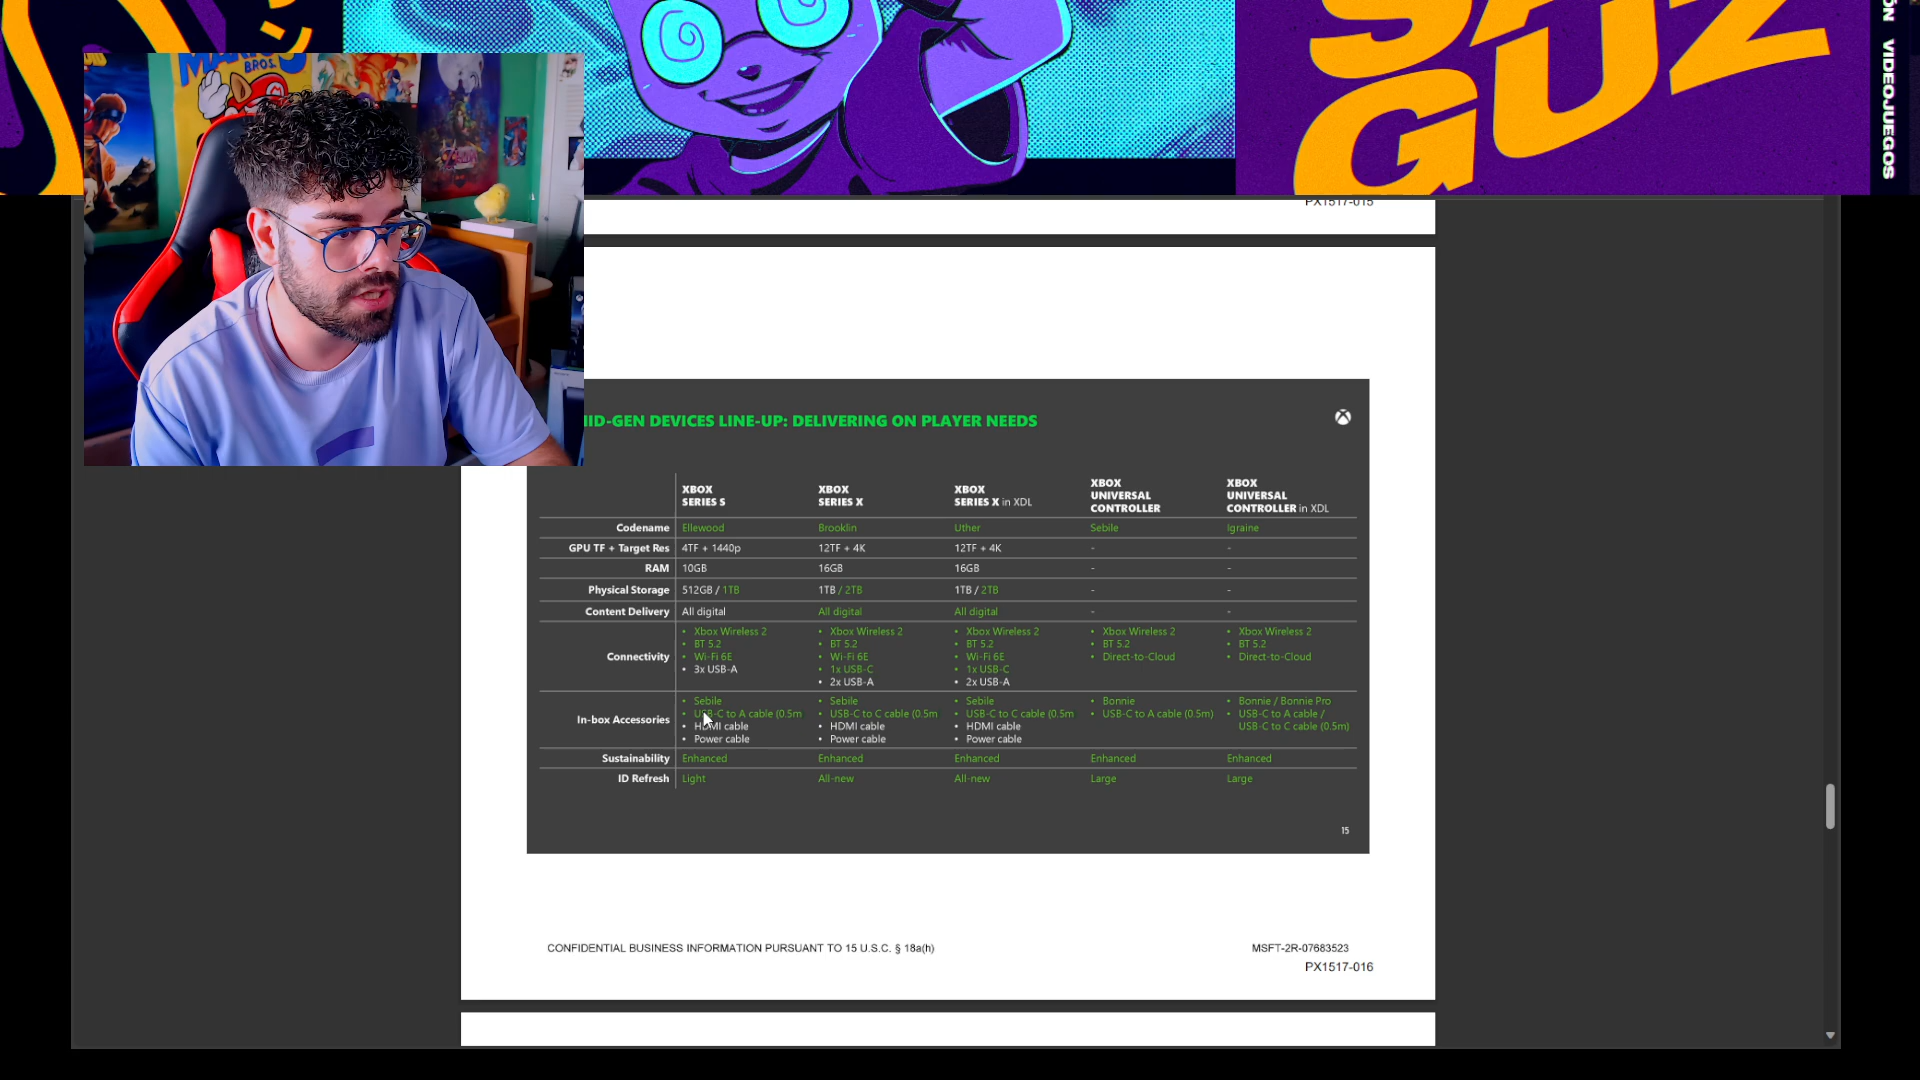 BROS.
GUZ
ÓN VIDEOJUEGOS
PX1517-015
MID-GEN DEVICES LINE-UP: DELIVERING ON PLAYER NEEDS
XBOX SERIES S XBOX SERIES X XBOX SERIES X in XDL XBOX UNIVERSAL CONTROLLER XBOX UNIVERSAL CONTROLLER in XDL
Codename Ellewood Brooklin Uther Sebile Igraine
GPU TF + Target Res 4TF + 1440p 12TF + 4K 12TF + 4K - -
RAM 10GB 16GB 16GB - -
Physical Storage 512GB / 1TB 1TB / 2TB 1TB / 2TB - -
Content Delivery All digital All digital All digital - -
Connectivity
• Xbox Wireless 2 • Xbox Wireless 2 • Xbox Wireless 2 • Xbox Wireless 2 • Xbox Wireless 2
• BT 5.2 • BT 5.2 • BT 5.2 • BT 5.2 • BT 5.2
• Wi-Fi 6E • Wi-Fi 6E • Wi-Fi 6E • Direct-to-Cloud • Direct-to-Cloud
• 3x USB-A • 1x USB-C • 1x USB-C
• 2x USB-A • 2x USB-A
In-box Accessories
• Sebile • Sebile • Sebile • Bonnie • Bonnie / Bonnie Pro
• USB-C to A cable (0.5m • USB-C to C cable (0.5m • USB-C to C cable (0.5m • USB-C to A cable (0.5m) • USB-C to A cable /
• HDMI cable • HDMI cable • HDMI cable USB-C to C cable (0.5m)
• Power cable • Power cable • Power cable
Sustainability Enhanced Enhanced Enhanced Enhanced Enhanced
ID Refresh Light All-new All-new Large Large
15
CONFIDENTIAL BUSINESS INFORMATION PURSUANT TO 15 U.S.C. § 18a(h)
MSFT-2R-07683523
PX1517-016